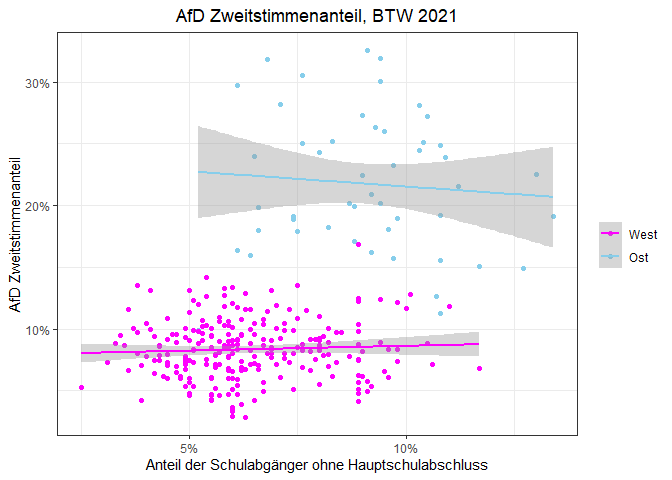 AfD Zweitstimmenanteil, BTW 2021
AfD Zweitstimmenanteil
30%
20%
10%
5%
10%
Anteil der Schulabgänger ohne Hauptschulabschluss
West
Ost